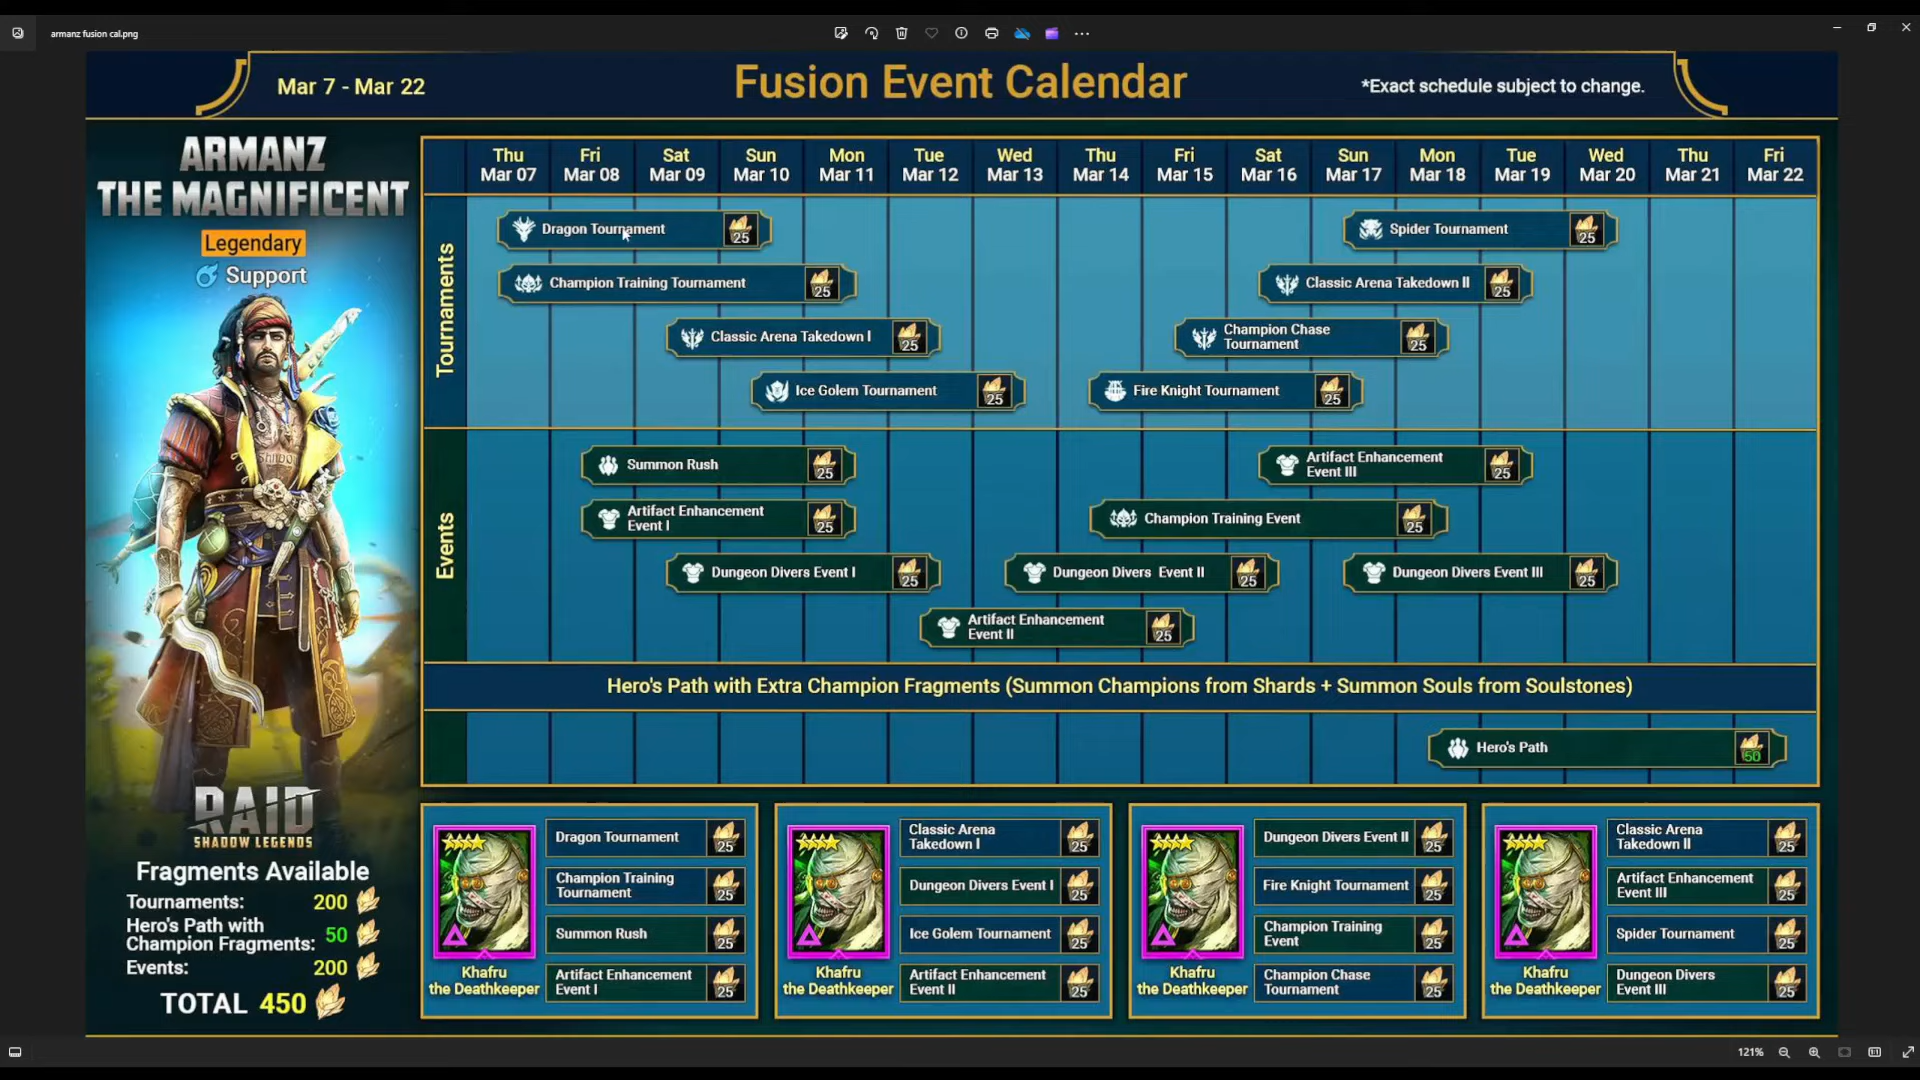 armanz fusion cal.png
Mar 7 - Mar 22
Fusion Event Calendar
*Exact schedule subject to change.
ARMANZ
THE MAGNIFICENT
Legendary
Support
Thu
Mar 07
Fri
Mar 08
Sat
Mar 09
Sun
Mar 10
Mon
Mar 11
Tue
Mar 12
Wed
Mar 13
Thu
Mar 14
Fri
Mar 15
Sat
Mar 16
Sun
Mar 17
Mon
Mar 18
Tue
Mar 19
Wed
Mar 20
Thu
Mar 21
Fri
Mar 22
Tournaments
Dragon Tournament
25
Spider Tournament
25
Champion Training Tournament
25
Classic Arena Takedown II
25
Classic Arena Takedown I
25
Champion Chase
Tournament
25
Ice Golem Tournament
25
Fire Knight Tournament
25
Events
Summon Rush
25
Artifact Enhancement
Event III
25
Artifact Enhancement
Event I
25
Champion Training Event
25
Dungeon Divers Event I
25
Dungeon Divers Event II
25
Dungeon Divers Event III
25
Artifact Enhancement
Event II
25
Hero's Path with Extra Champion Fragments (Summon Champions from Shards + Summon Souls from Soulstones)
Hero's Path
50
RAID
SHADOW LEGENDS
Fragments Available
Tournaments: 200
Hero's Path with
Champion Fragments: 50
Events: 200
TOTAL 450
Khafru
the Deathkeeper
Dragon Tournament
25
Champion Training
Tournament
25
Summon Rush
25
Artifact Enhancement
Event I
25
Khafru
the Deathkeeper
Classic Arena
Takedown I
25
Dungeon Divers Event I
25
Ice Golem Tournament
25
Artifact Enhancement
Event II
25
Khafru
the Deathkeeper
Dungeon Divers Event II
25
Fire Knight Tournament
25
Champion Training
Event
25
Champion Chase
Tournament
25
Khafru
the Deathkeeper
Classic Arena
Takedown II
25
Artifact Enhancement
Event III
25
Spider Tournament
25
Dungeon Divers
Event III
25
121%